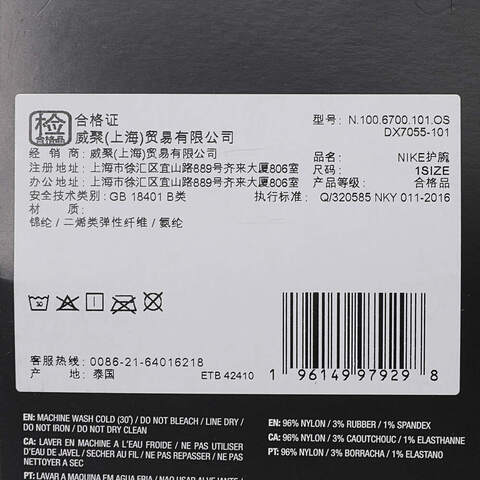 检
合格品
合格证
威聚(上海)贸易有限公司
型号: N.100.6700.101.OS
DX7055-101
经销商: 威聚(上海)贸易有限公司
注册地址: 上海市徐汇区宜山路889号齐来大厦806室
办公地址: 上海市徐汇区宜山路889号齐来大厦806室
安全技术类别: GB 18401 B类
材质:
锦纶 / 二烯类弹性纤维 / 氨纶
品名: NIKE护腕
尺码: 1SIZE
产品等级: 合格品
执行标准: Q/320585 NKY 011-2016
30
客服热线: 0086-21-64016218
产地: 泰国
ETB 42410
1 96149 97929 8
EN: MACHINE WASH COLD (30°) / DO NOT BLEACH / LINE DRY /
DO NOT IRON / DO NOT DRY CLEAN
CA: LAVER EN MACHINE A L'EAU FROIDE / NE PAS UTILISER
D'EAU DE JAVEL / SECHER AU FIL / NE PAS REPASSER / NE PAS
NETTOYER A SEC
PT: LAVAR A MAQUINA EM AGUA FRIA / NAO USAR ALVEJANTE /
EN: 96% NYLON / 3% RUBBER / 1% SPANDEX
CA: 96% NYLON / 3% CAOUTCHOUC / 1% ELASTHANNE
PT: 96% NYLON / 3% BORRACHA / 1% ELASTANO